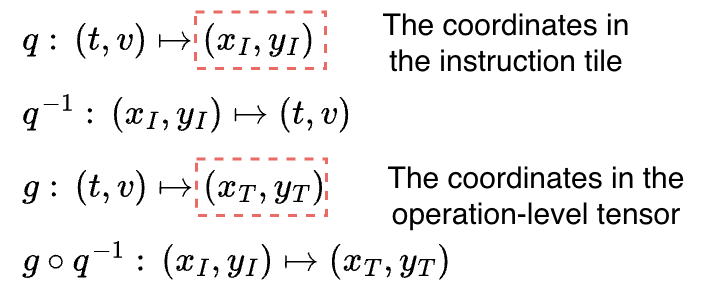 q : (t, v) ↦ (x_I, y_I) The coordinates in
the instruction tile
q^{-1} : (x_I, y_I) ↦ (t, v)
g : (t, v) ↦ (x_T, y_T) The coordinates in the
operation-level tensor
g ∘ q^{-1} : (x_I, y_I) ↦ (x_T, y_T)